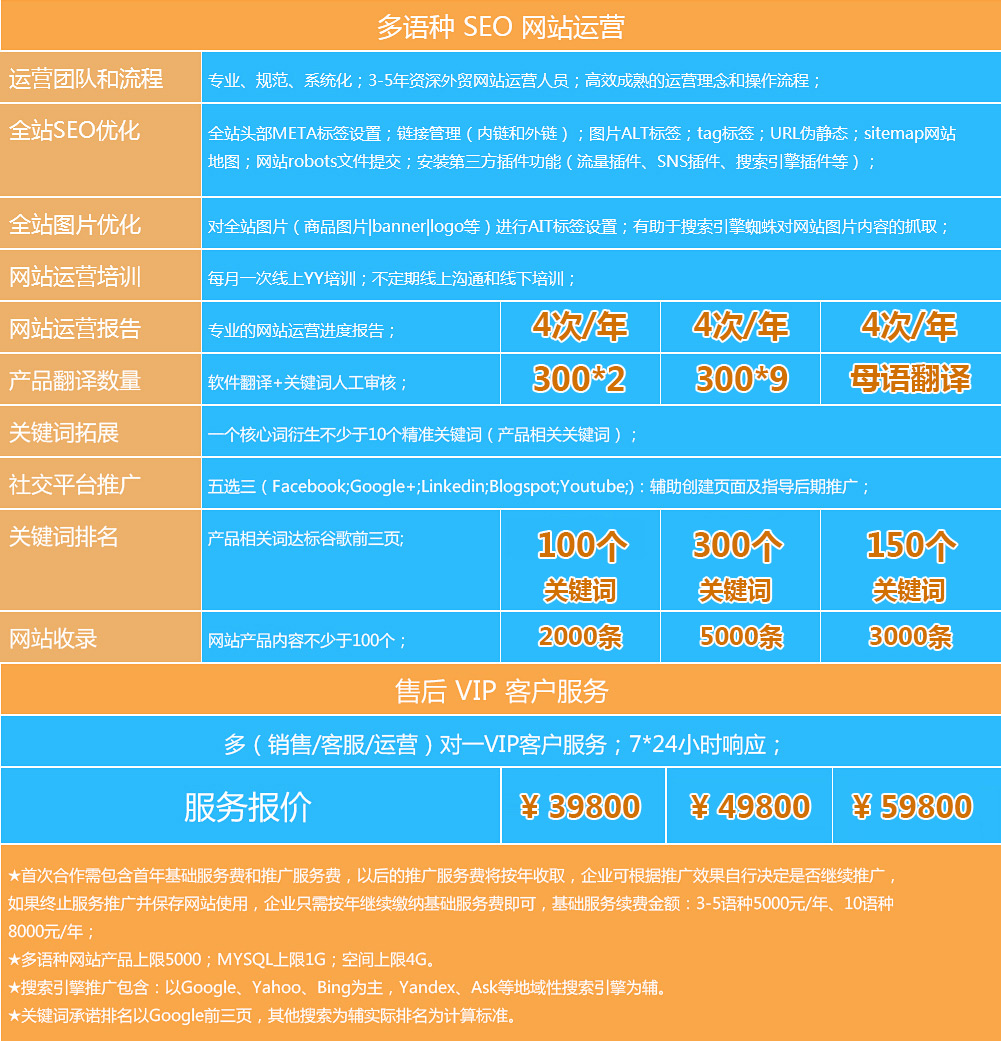 多语种 SEO 网站运营
运营团队和流程
专业、规范、系统化；3-5年资深外贸网站运营人员；高效成熟的运营理念和操作流程；
全站SEO优化
全站头部META标签设置；链接管理（内链和外链）；图片ALT标签；tag标签；URL伪静态；sitemap网站
地图；网站robots文件提交；安装第三方插件功能（流量插件、SNS插件、搜索引擎插件等）；
全站图片优化
对全站图片（商品图片|banner|logo等）进行AIT标签设置；有助于搜索引擎蜘蛛对网站图片内容的抓取；
网站运营培训
每月一次线上YY培训；不定期线上沟通和线下培训；
网站运营报告
专业的网站运营进度报告；
4次/年
4次/年
4次/年
产品翻译数量
软件翻译+关键词人工审核；
300*2
300*9
母语翻译
关键词拓展
一个核心词衍生不少于10个精准关键词（产品相关关键词）；
社交平台推广
五选三（Facebook;Google+;Linkedin;Blogspot;Youtube;)：辅助创建页面及指导后期推广；
关键词排名
产品相关词达标谷歌前三页;
100个
关键词
300个
关键词
150个
关键词
网站收录
网站产品内容不少于100个；
2000条
5000条
3000条
售后 VIP 客户服务
多（销售/客服/运营）对一VIP客户服务；7*24小时响应；
服务报价
¥ 39800
¥ 49800
¥ 59800
★首次合作需包含首年基础服务费和推广服务费，以后的推广服务费将按年收取，企业可根据推广效果自行决定是否继续推广，
如果终止服务推广并保存网站使用，企业只需按年继续缴纳基础服务费即可，基础服务续费金额：3-5语种5000元/年、10语种
8000元/年；
★多语种网站产品上限5000；MYSQL上限1G；空间上限4G。
★搜索引擎推广包含：以Google、Yahoo、Bing为主，Yandex、Ask等地域性搜索引擎为辅。
★关键词承诺排名以Google前三页，其他搜索为辅实际排名为计算标准。